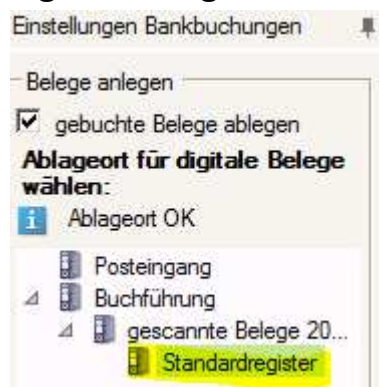 Einstellungen Bankbuchungen
Belege anlegen
gebuchte Belege ablegen
Ablageort für digitale Belege
wählen:
Ablageort OK
Posteingang
Buchführung
gescannte Belege 20...
Standardregister